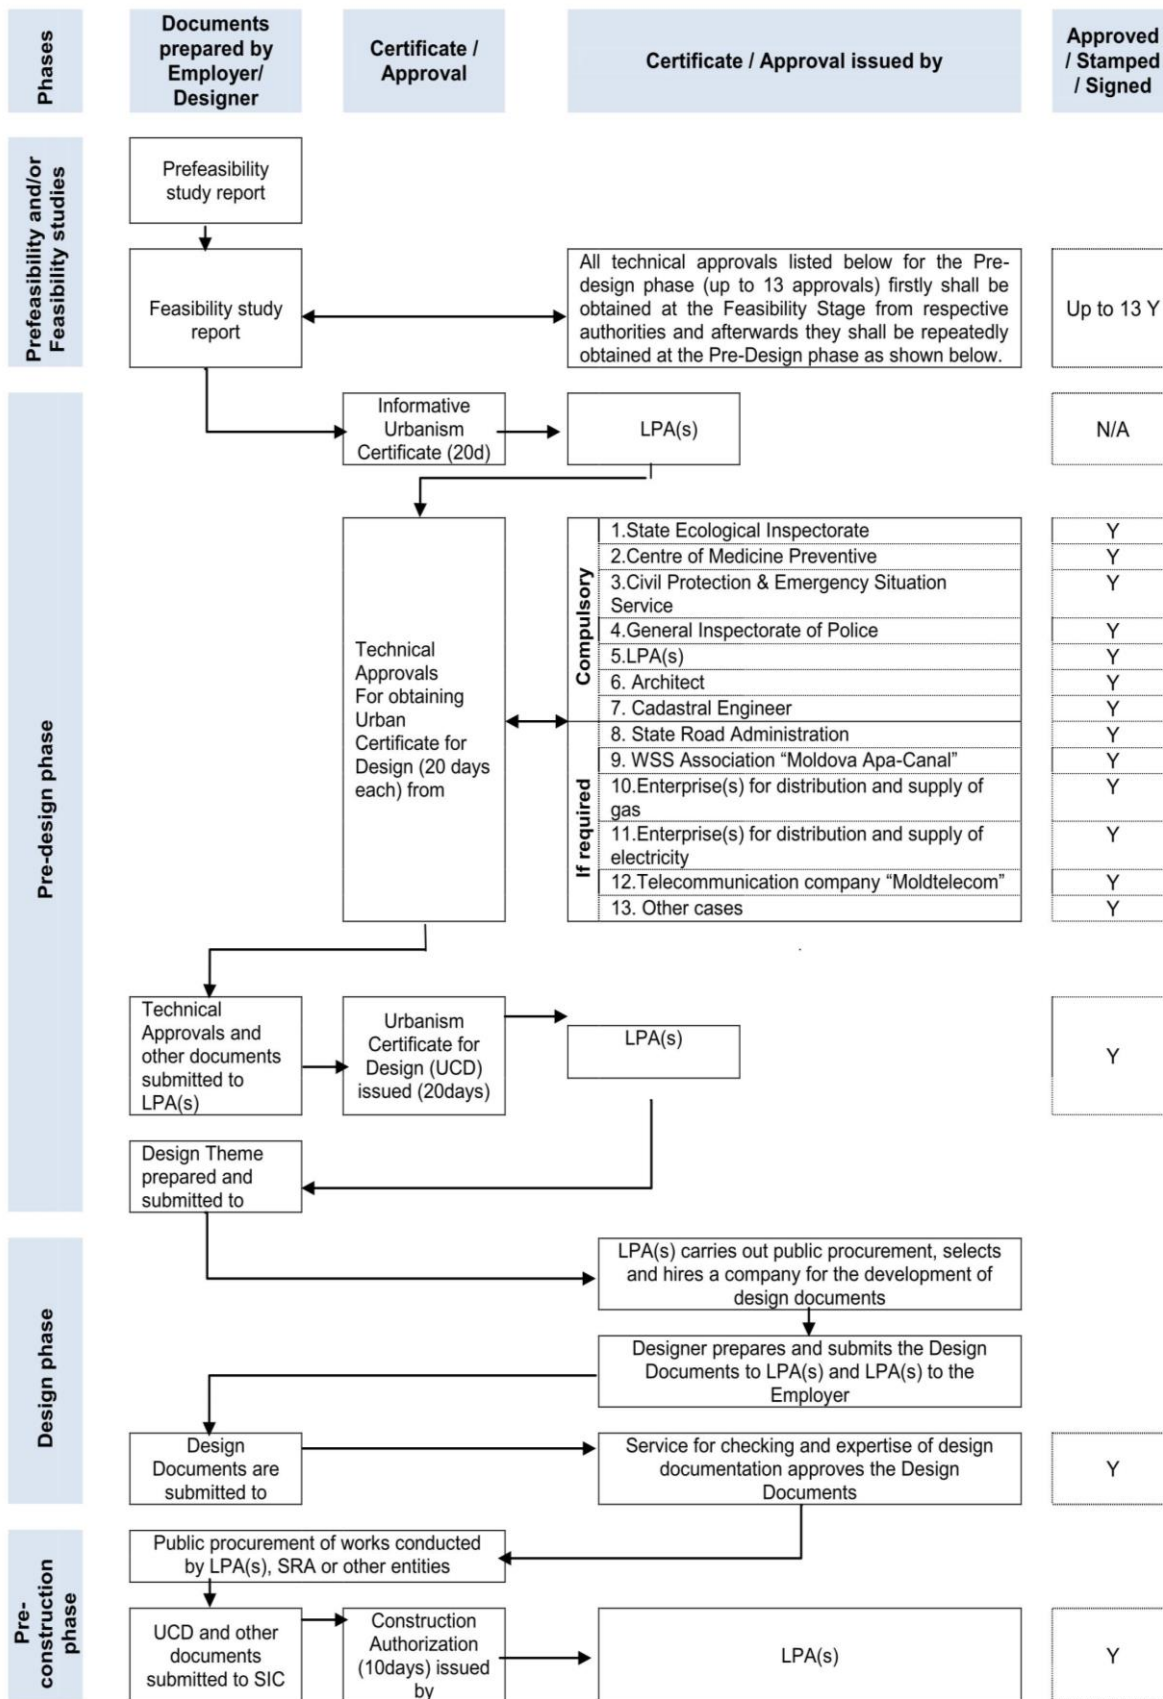 Phases
Documents
prepared by
Employer/
Designer
Certificate /
Approval
Certificate / Approval issued by
Approved
/ Stamped
/ Signed
Prefeasibility and/or
Feasibility studies
Prefeasibility
study report
Feasibility study
report
All technical approvals listed below for the Pre-
design phase (up to 13 approvals) firstly shall be
obtained at the Feasibility Stage from respective
authorities and afterwards they shall be repeatedly
obtained at the Pre-Design phase as shown below.
Up to 13 Y
Pre-design phase
Informative
Urbanism
Certificate (20d)
LPA(s)
N/A
Technical
Approvals
For obtaining
Urban
Certificate for
Design (20 days
each) from
Compulsory
1.State Ecological Inspectorate
Y
2.Centre of Medicine Preventive
Y
3.Civil Protection & Emergency Situation
Service
Y
4.General Inspectorate of Police
Y
5.LPA(s)
Y
6. Architect
Y
7. Cadastral Engineer
Y
If required
8. State Road Administration
Y
9. WSS Association “Moldova Apa-Canal”
Y
10.Enterprise(s) for distribution and supply of
gas
Y
11.Enterprise(s) for distribution and supply of
electricity
Y
12.Telecommunication company “Moldtelecom”
Y
13. Other cases
Y
Technical
Approvals and
other documents
submitted to
LPA(s)
Urbanism
Certificate for
Design (UCD)
issued (20days)
LPA(s)
Y
Design Theme
prepared and
submitted to
Design phase
LPA(s) carries out public procurement, selects
and hires a company for the development of
design documents
Designer prepares and submits the Design
Documents to LPA(s) and LPA(s) to the
Employer
Design
Documents are
submitted to
Service for checking and expertise of design
documentation approves the Design
Documents
Y
Pre-
construction
phase
Public procurement of works conducted
by LPA(s), SRA or other entities
UCD and other
documents
submitted to SIC
Construction
Authorization
(10days) issued
by
LPA(s)
Y